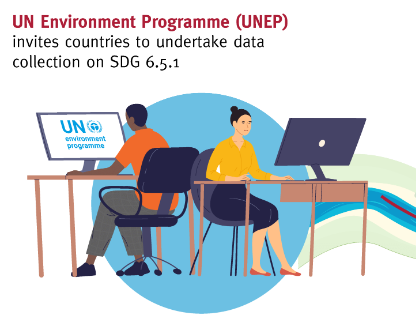 UN Environment Programme (UNEP)
invites countries to undertake data
collection on SDG 6.5.1
UN
environment
programme